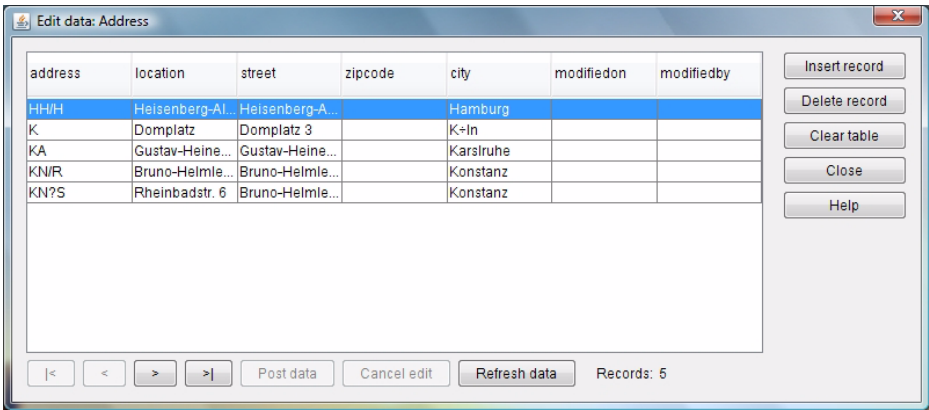 Edit data: Address
address location street zipcode city modifiedon modifiedby
HH/H Heisenberg-Al... Heisenberg-A... Hamburg
K Domplatz Domplatz 3 K÷ln
KA Gustav-Heine... Gustav-Heine... Karslruhe
KN/R Bruno-Helmle... Bruno-Helmle... Konstanz
KN?S Rheinbadstr. 6 Bruno-Helmle... Konstanz
Insert record
Delete record
Clear table
Close
Help
|< < > >| Post data Cancel edit Refresh data Records: 5